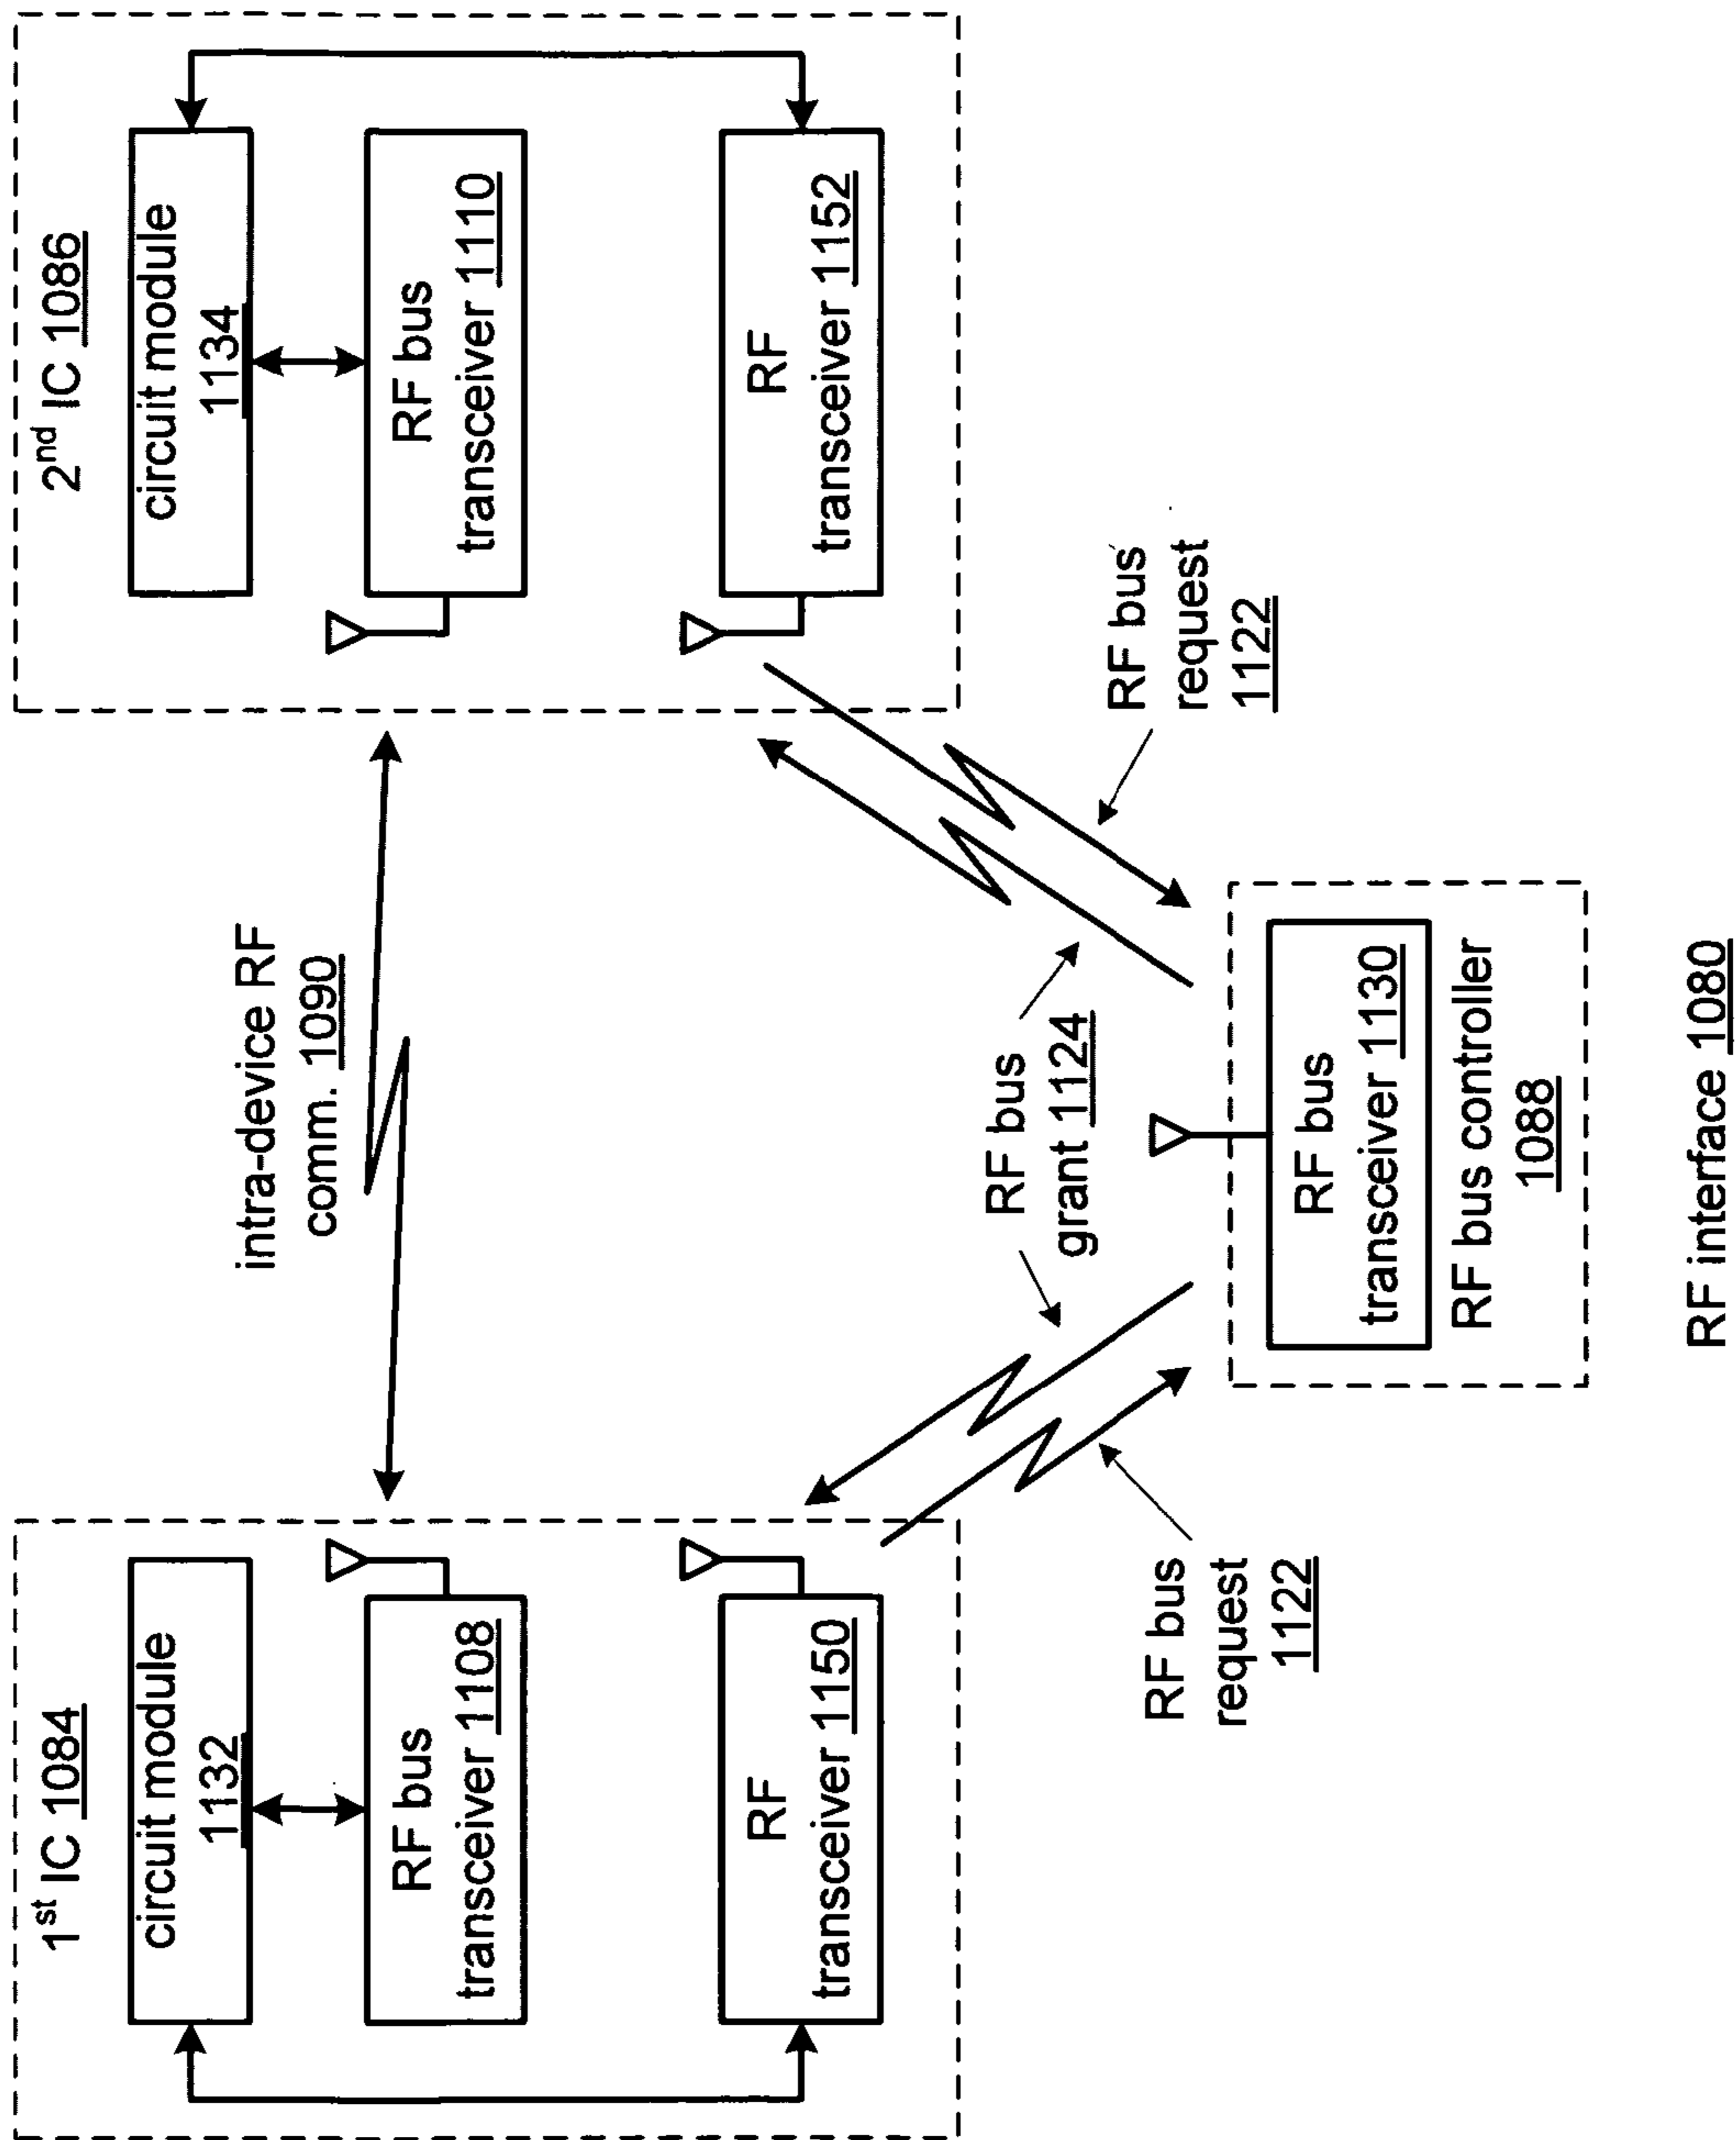 1st IC 1084
circuit module
1132
RF bus
transceiver 1108
RF
transceiver 1150
intra-device RF
comm. 1090
2nd IC 1086
circuit module
1134
RF bus
transceiver 1110
RF
transceiver 1152
RF bus
request
1122
RF bus
grant 1124
RF bus
request
1122
RF bus
transceiver 1130
RF bus controller
1088
RF interface 1080